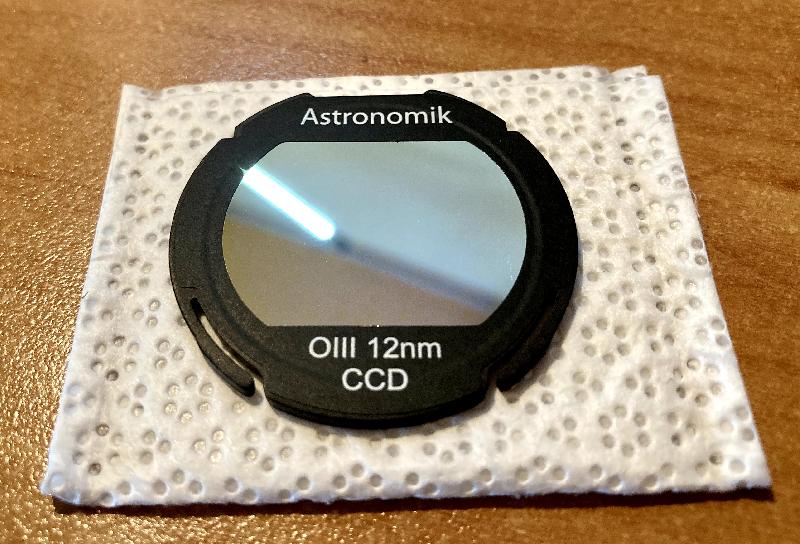 Astronomik
OIII 12nm
CCD